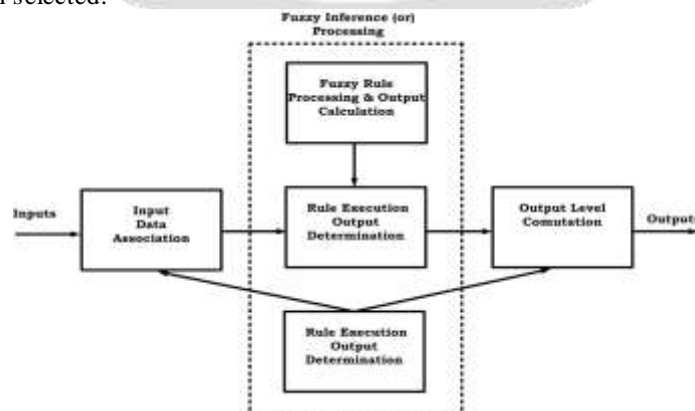 selected.
Fuzzy Inference (or)
Processing
Fuzzy Rule
Processing & Output
Calculation
Inputs
Input
Data
Association
Rule Execution
Output
Determination
Output Level
Comutation
Outputs
Rule Execution
Output
Determination